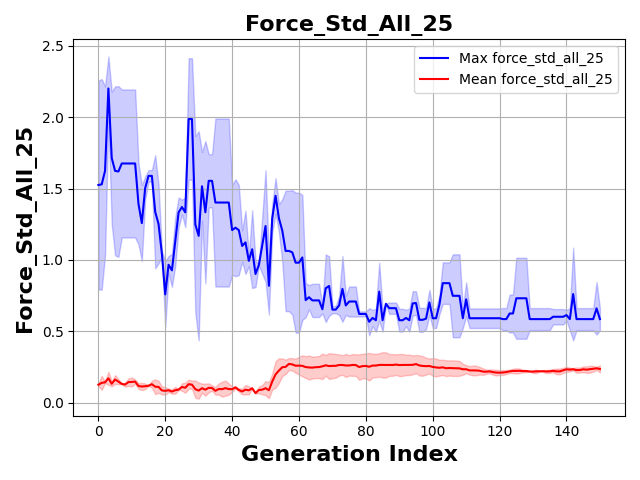 Force_Std_All_25
Max force_std_all_25
Mean force_std_all_25
Force_Std_All_25
2.5
2.0
1.5
1.0
0.5
0.0
0 20 40 60 80 100 120 140
Generation Index